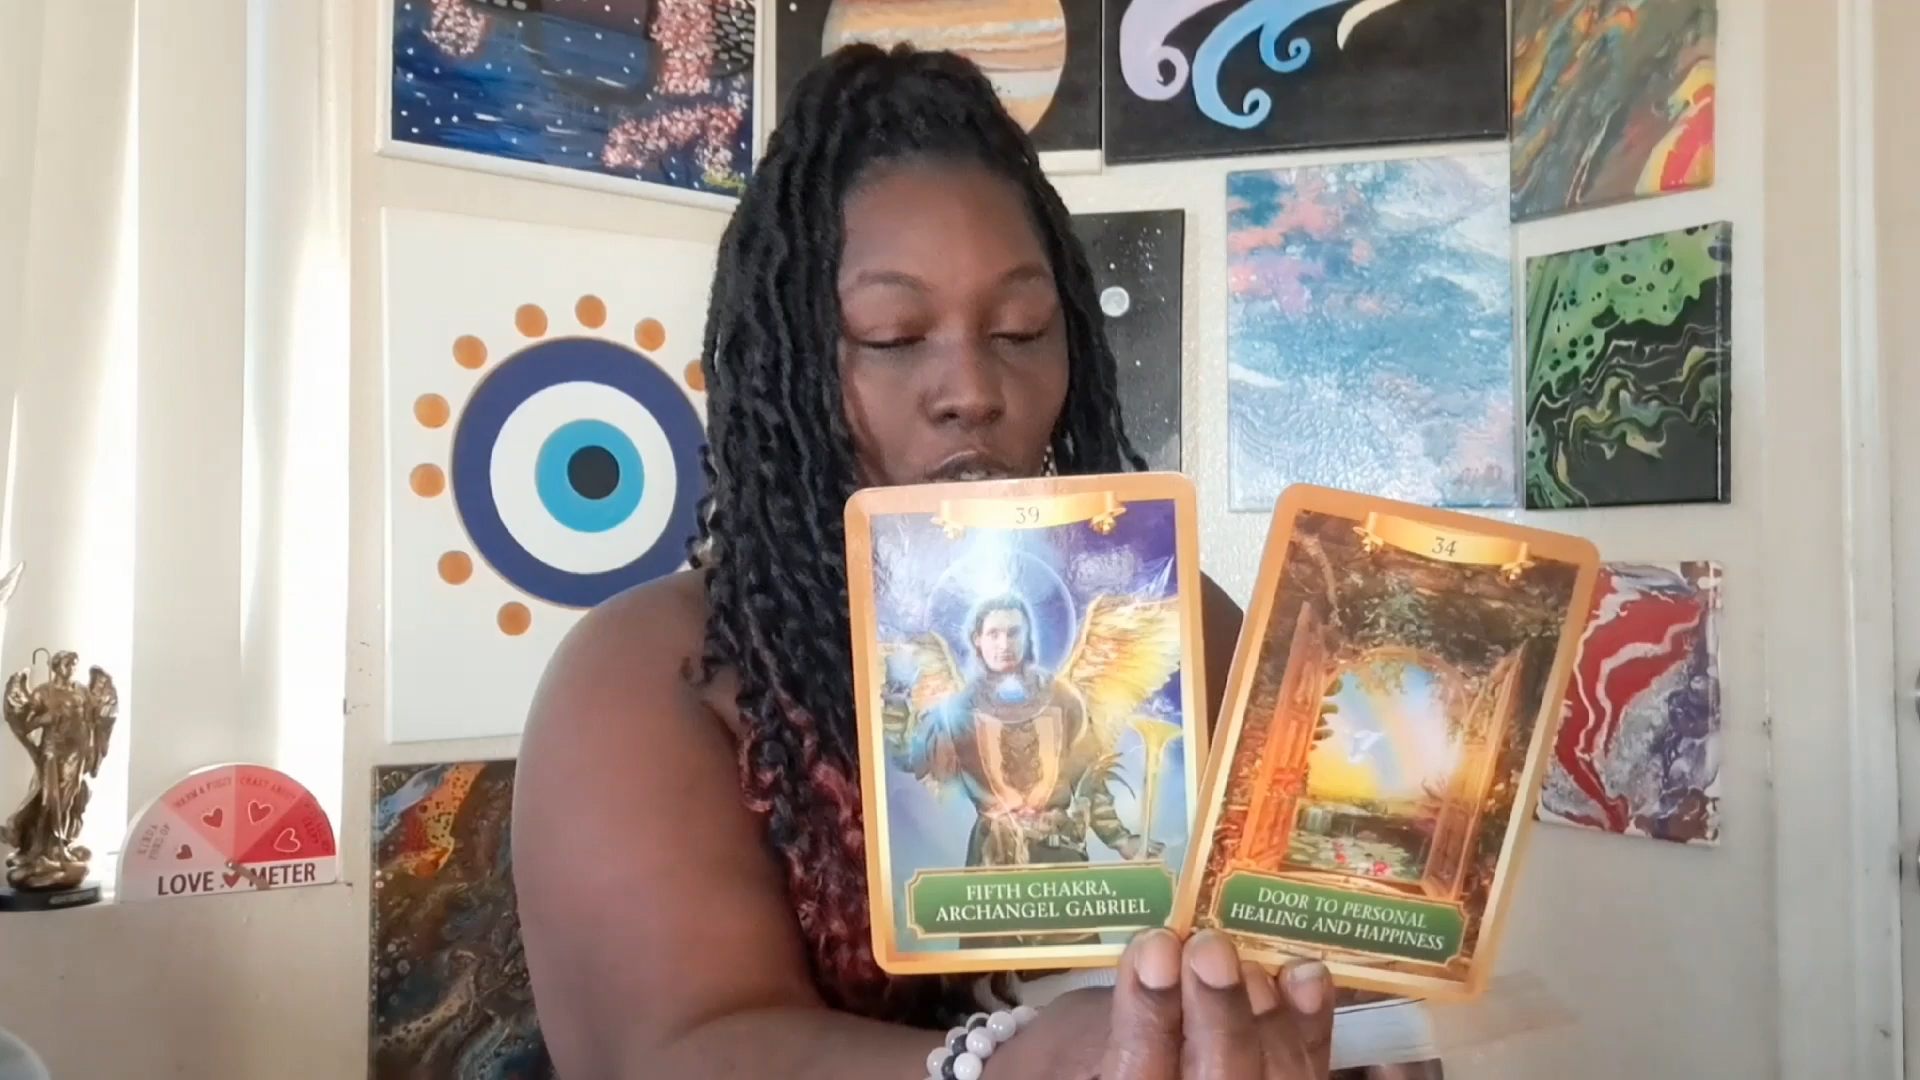 39
FIFTH CHAKRA,
ARCHANGEL GABRIEL
34
DOOR TO PERSONAL
HEALING AND HAPPINESS
LOVE METER